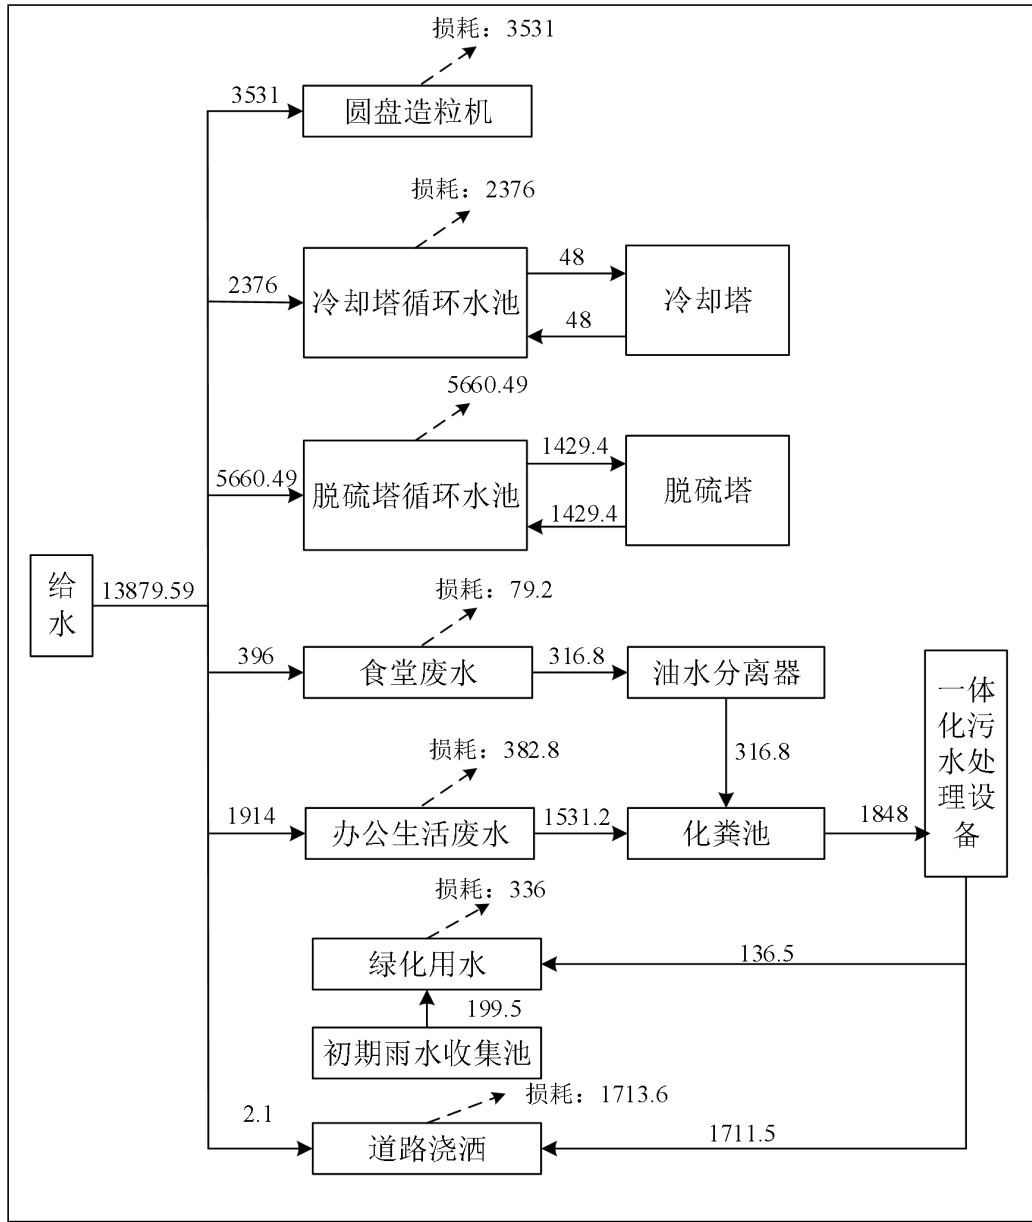 损耗：3531
3531
圆盘造粒机
损耗：2376
2376
冷却塔循环水池
48
48
冷却塔
5660.49
5660.49
脱硫塔循环水池
1429.4
1429.4
脱硫塔
给水
13879.59
损耗：79.2
396
食堂废水
316.8
油水分离器
316.8
一体
化污
水处
理设
备
损耗：382.8
1914
办公生活废水
1531.2
化粪池
1848
损耗：336
绿化用水
136.5
199.5
初期雨水收集池
损耗：1713.6
2.1
道路浇洒
1711.5